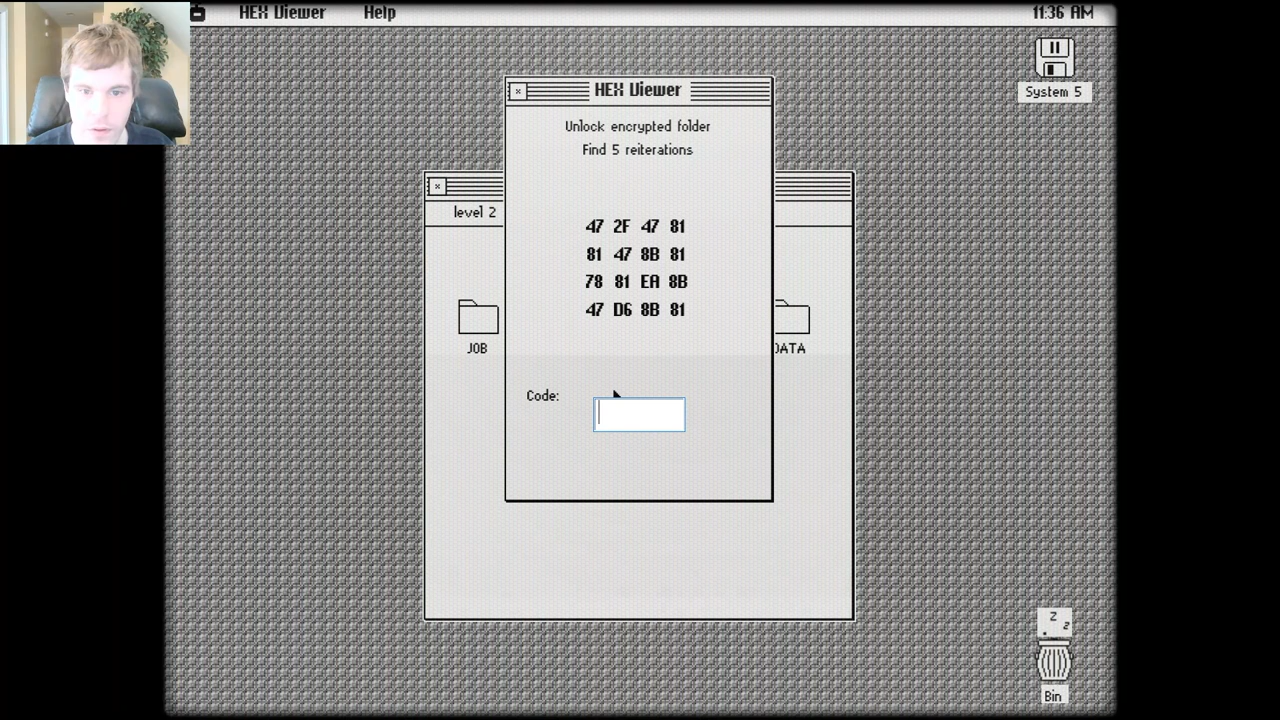 HEX Viewer Help 11:36 AM
System 5
HEX Viewer
Unlock encrypted folder
Find 5 reiterations
level 2
47 2F 47 81
81 47 8B 81
78 81 EA 8B
47 D6 8B 81
JOB
DATA
Code:
Z z
Bin